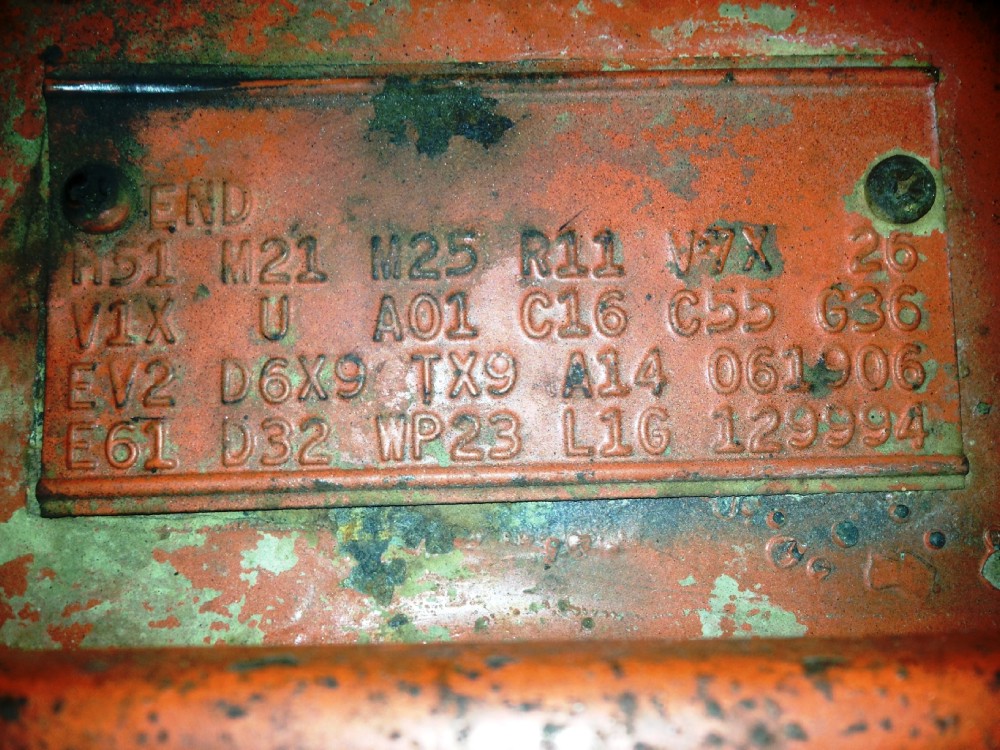 END
M51 M21 M25 R11 V7X 26
V1X U A01 C16 C55 G36
EV2 D6X9 TX9 A14 061906
E61 D32 WP23 L1G 129994